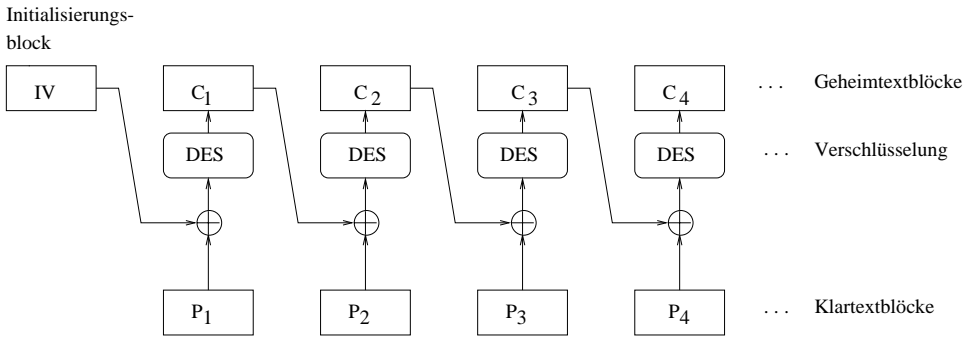 Initialisierungs-
block
IV C1 C2 C3 C4 . . . Geheimtextblöcke
DES DES DES DES . . . Verschlüsselung
P1 P2 P3 P4 . . . Klartextblöcke